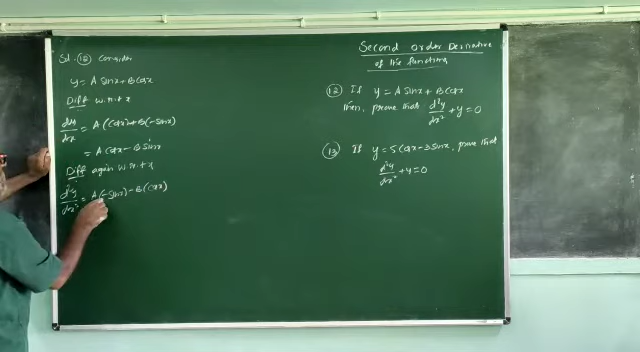 Sol. (12) Consider
y = A Sinx + B Cosx
Diff w.r.t x
dy/dx = A(Cosx) + B(-Sinx)
= A Cosx - B Sinx
Diff again w.r.t x
d²y/dx² = A(-Sinx) - B(Cosx)
Second order Derivative
of the functions
(12) If y = A Sinx + B Cosx
then, prove that d²y/dx² + y = 0
(13) If y = 5 Cosx - 3 Sinx, prove that
d²y/dx² + y = 0